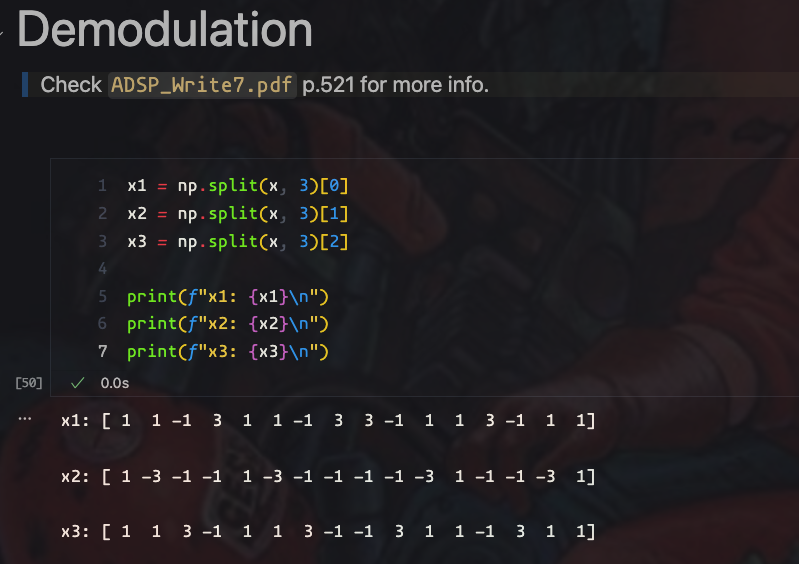 Demodulation
Check ADSP_Write7.pdf p.521 for more info.
1 x1 = np.split(x, 3)[0]
2 x2 = np.split(x, 3)[1]
3 x3 = np.split(x, 3)[2]
4
5 print(f"x1: {x1}\n")
6 print(f"x2: {x2}\n")
7 print(f"x3: {x3}\n")
[50] ✓ 0.0s
... x1: [ 1  1 -1  3  1  1 -1  3  3 -1  1  1  3 -1  1  1]
x2: [ 1 -3 -1 -1  1 -3 -1 -1 -1 -1 -3  1 -1 -1 -3  1]
x3: [ 1  1  3 -1  1  1  3 -1 -1  3  1  1 -1  3  1  1]